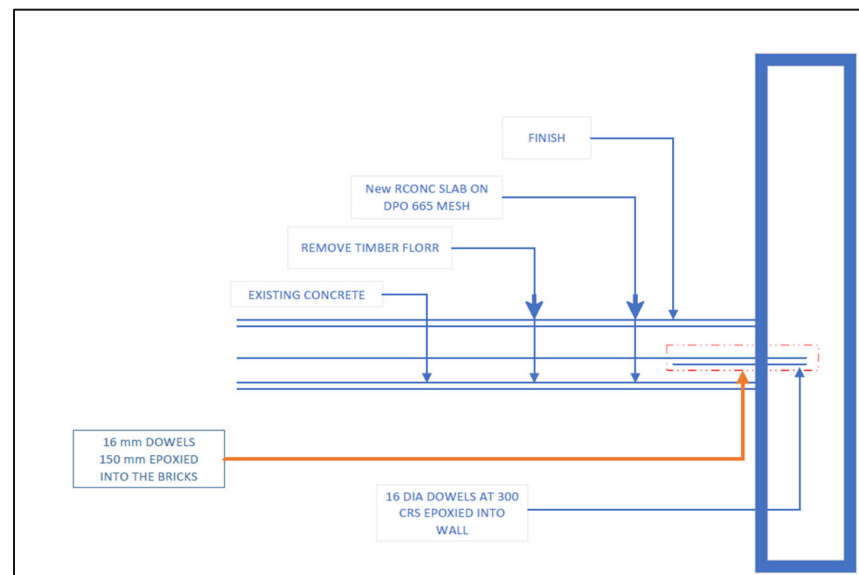 FINISH
New RCONC SLAB ON
DPO 665 MESH
REMOVE TIMBER FLORR
EXISTING CONCRETE
16 mm DOWELS
150 mm EPOXIED
INTO THE BRICKS
16 DIA DOWELS AT 300
CRS EPOXIED INTO
WALL